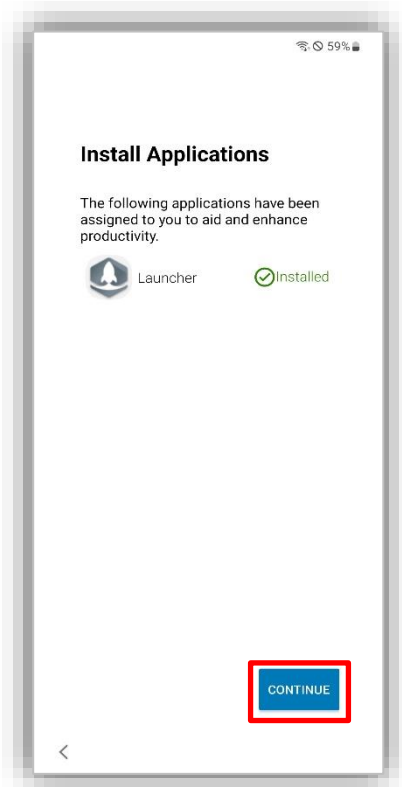 59%
Install Applications
The following applications have been
assigned to you to aid and enhance
productivity.
Launcher Installed
CONTINUE